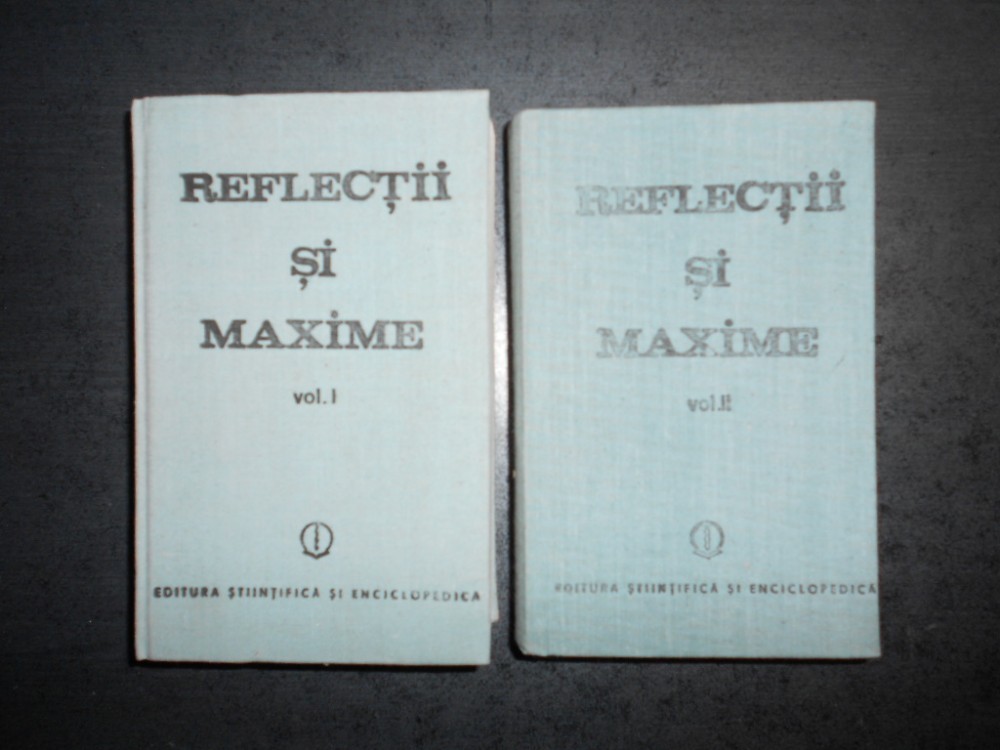 REFLECȚII
ȘI
MAXIME
vol. I
EDITURA ȘTIINȚIFICĂ ȘI ENCICLOPEDICĂ
REFLECȚII
ȘI
MAXIME
vol. II
EDITURA ȘTIINȚIFICĂ ȘI ENCICLOPEDICĂ